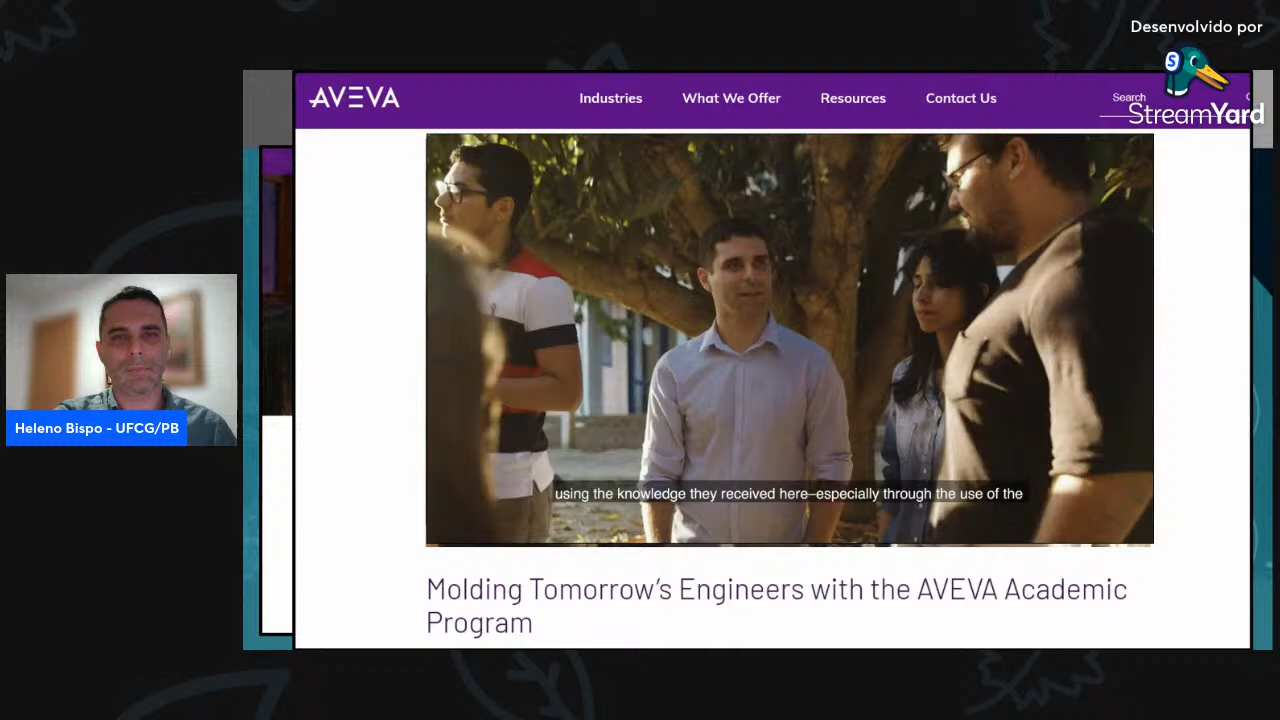 Desenvolvido por
S
StreamYard
AVEVA
Industries
What We Offer
Resources
Contact Us
Search
using the knowledge they received here–especially through the use of the
Heleno Bispo - UFCG/PB
Molding Tomorrow's Engineers with the AVEVA Academic
Program